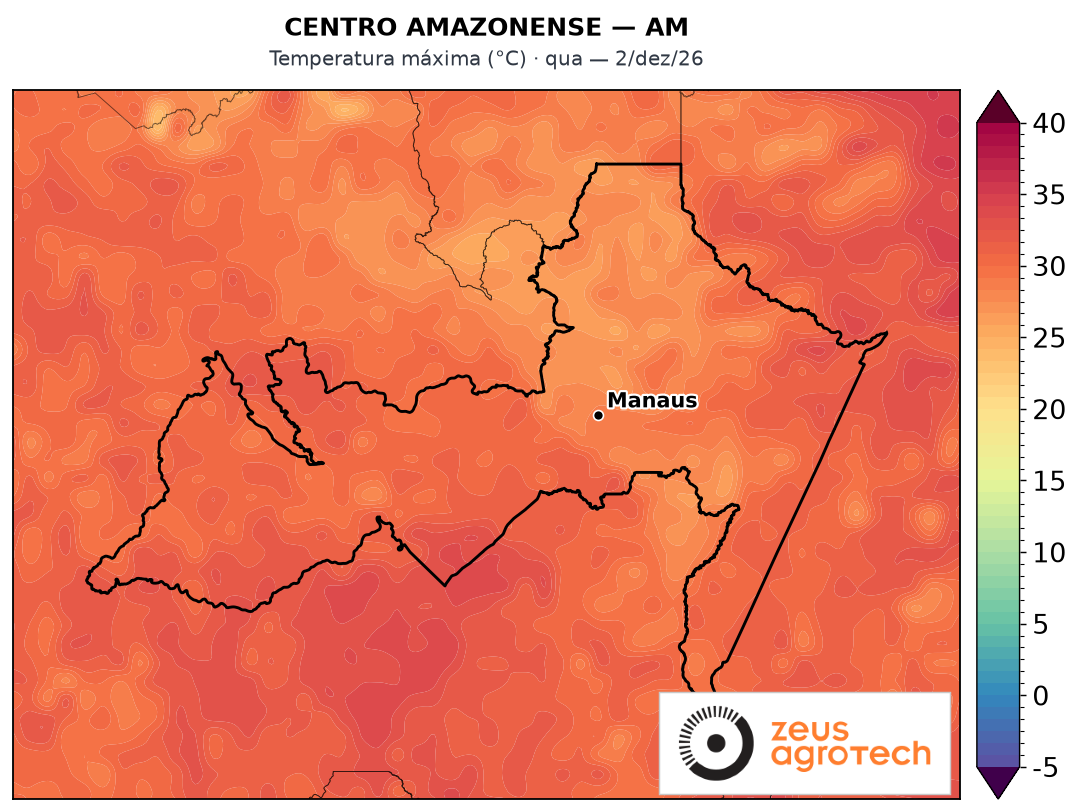 CENTRO AMAZONENSE — AM
Temperatura máxima (°C) · qua — 2/dez/26
40
35
30
25
20
15
10
5
0
-5
Manaus
zeus
agrotech